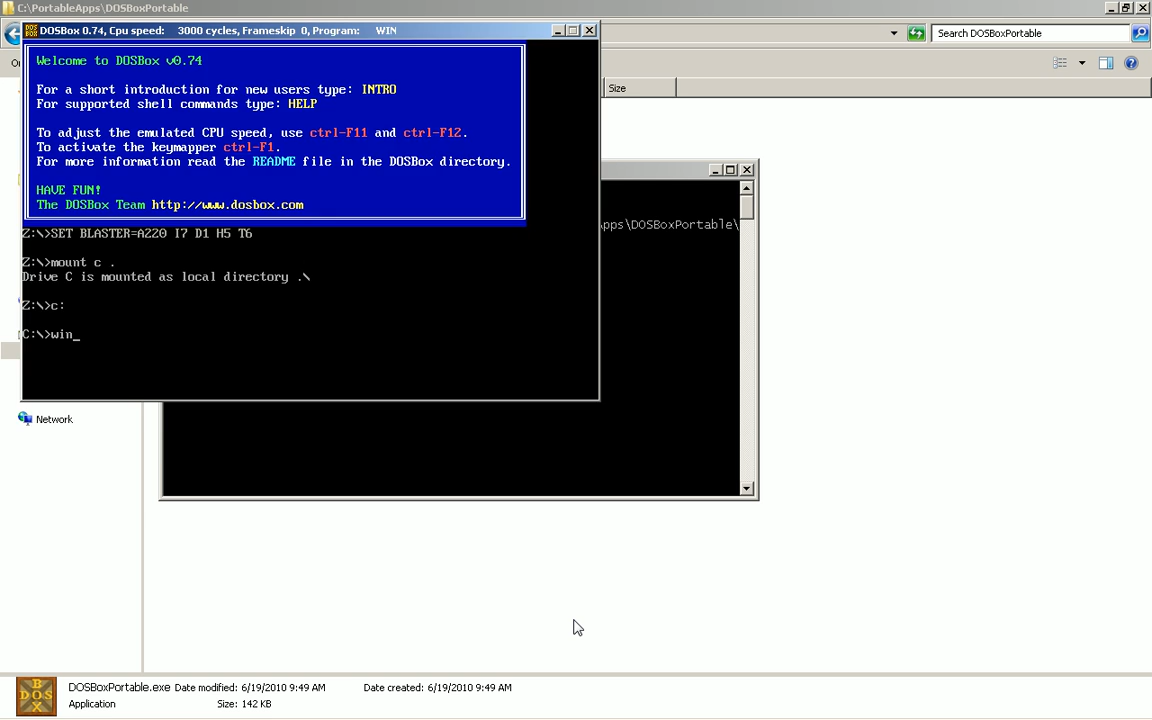 C:\PortableApps\DOSBoxPortable
DOSBox 0.74, Cpu speed: 3000 cycles, Frameskip 0, Program: WIN
Search DOSBoxPortable
Welcome to DOSBox v0.74
For a short introduction for new users type: INTRO
For supported shell commands type: HELP
To adjust the emulated CPU speed, use ctrl-F11 and ctrl-F12.
To activate the keymapper ctrl-F1.
For more information read the README file in the DOSBox directory.
HAVE FUN!
The DOSBox Team http://www.dosbox.com
Z:\>SET BLASTER=A220 I7 D1 H5 T6
Z:\>mount c .
Drive C is mounted as local directory .\
Z:\>c:
C:\>win_
Size
pps\DOSBoxPortable\
Network
DOSBoxPortable.exe Date modified: 6/19/2010 9:49 AM Date created: 6/19/2010 9:49 AM
Application Size: 142 KB